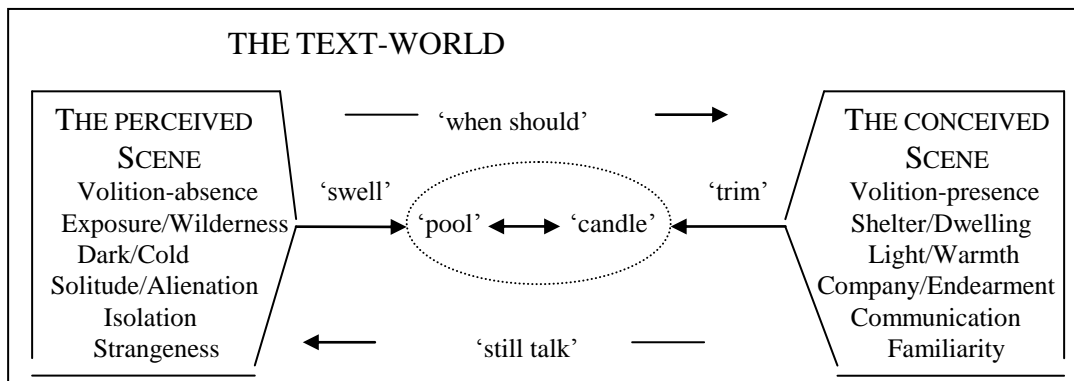 THE TEXT-WORLD
THE PERCEIVED
SCENE
Volition-absence
Exposure/Wilderness
Dark/Cold
Solitude/Alienation
Isolation
Strangeness
‘when should’
‘swell’
‘trim’
‘pool’
‘candle’
‘still talk’
THE CONCEIVED
SCENE
Volition-presence
Shelter/Dwelling
Light/Warmth
Company/Endearment
Communication
Familiarity